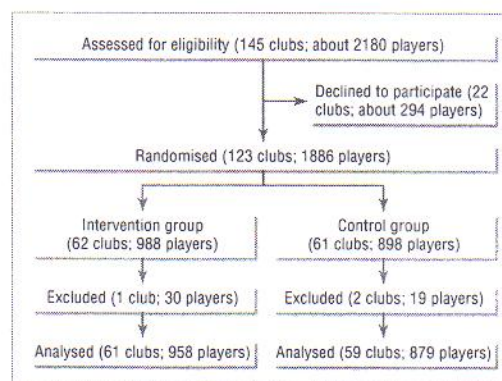 Assessed for eligibility (145 clubs; about 2180 players)
Declined to participate (22
clubs; about 294 players)
Randomised (123 clubs; 1886 players)
Intervention group
(62 clubs; 988 players)
Control group
(61 clubs; 898 players)
Excluded (1 club; 30 players)
Excluded (2 clubs; 19 players)
Analysed (61 clubs; 958 players)
Analysed (59 clubs; 879 players)